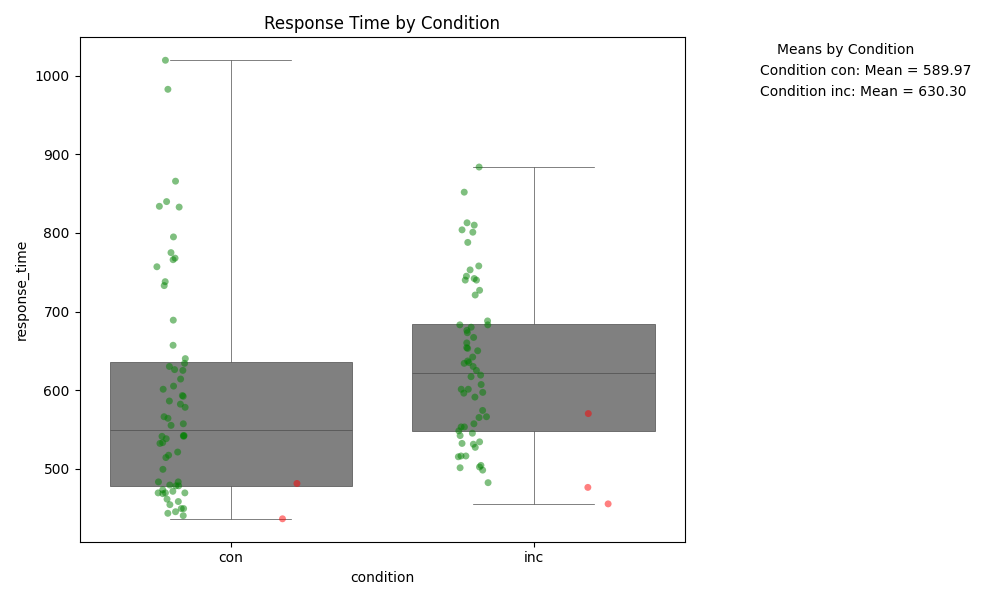 Response Time by Condition
Means by Condition
Condition con: Mean = 589.97
Condition inc: Mean = 630.30
response_time
1000
900
800
700
600
500
con
inc
condition